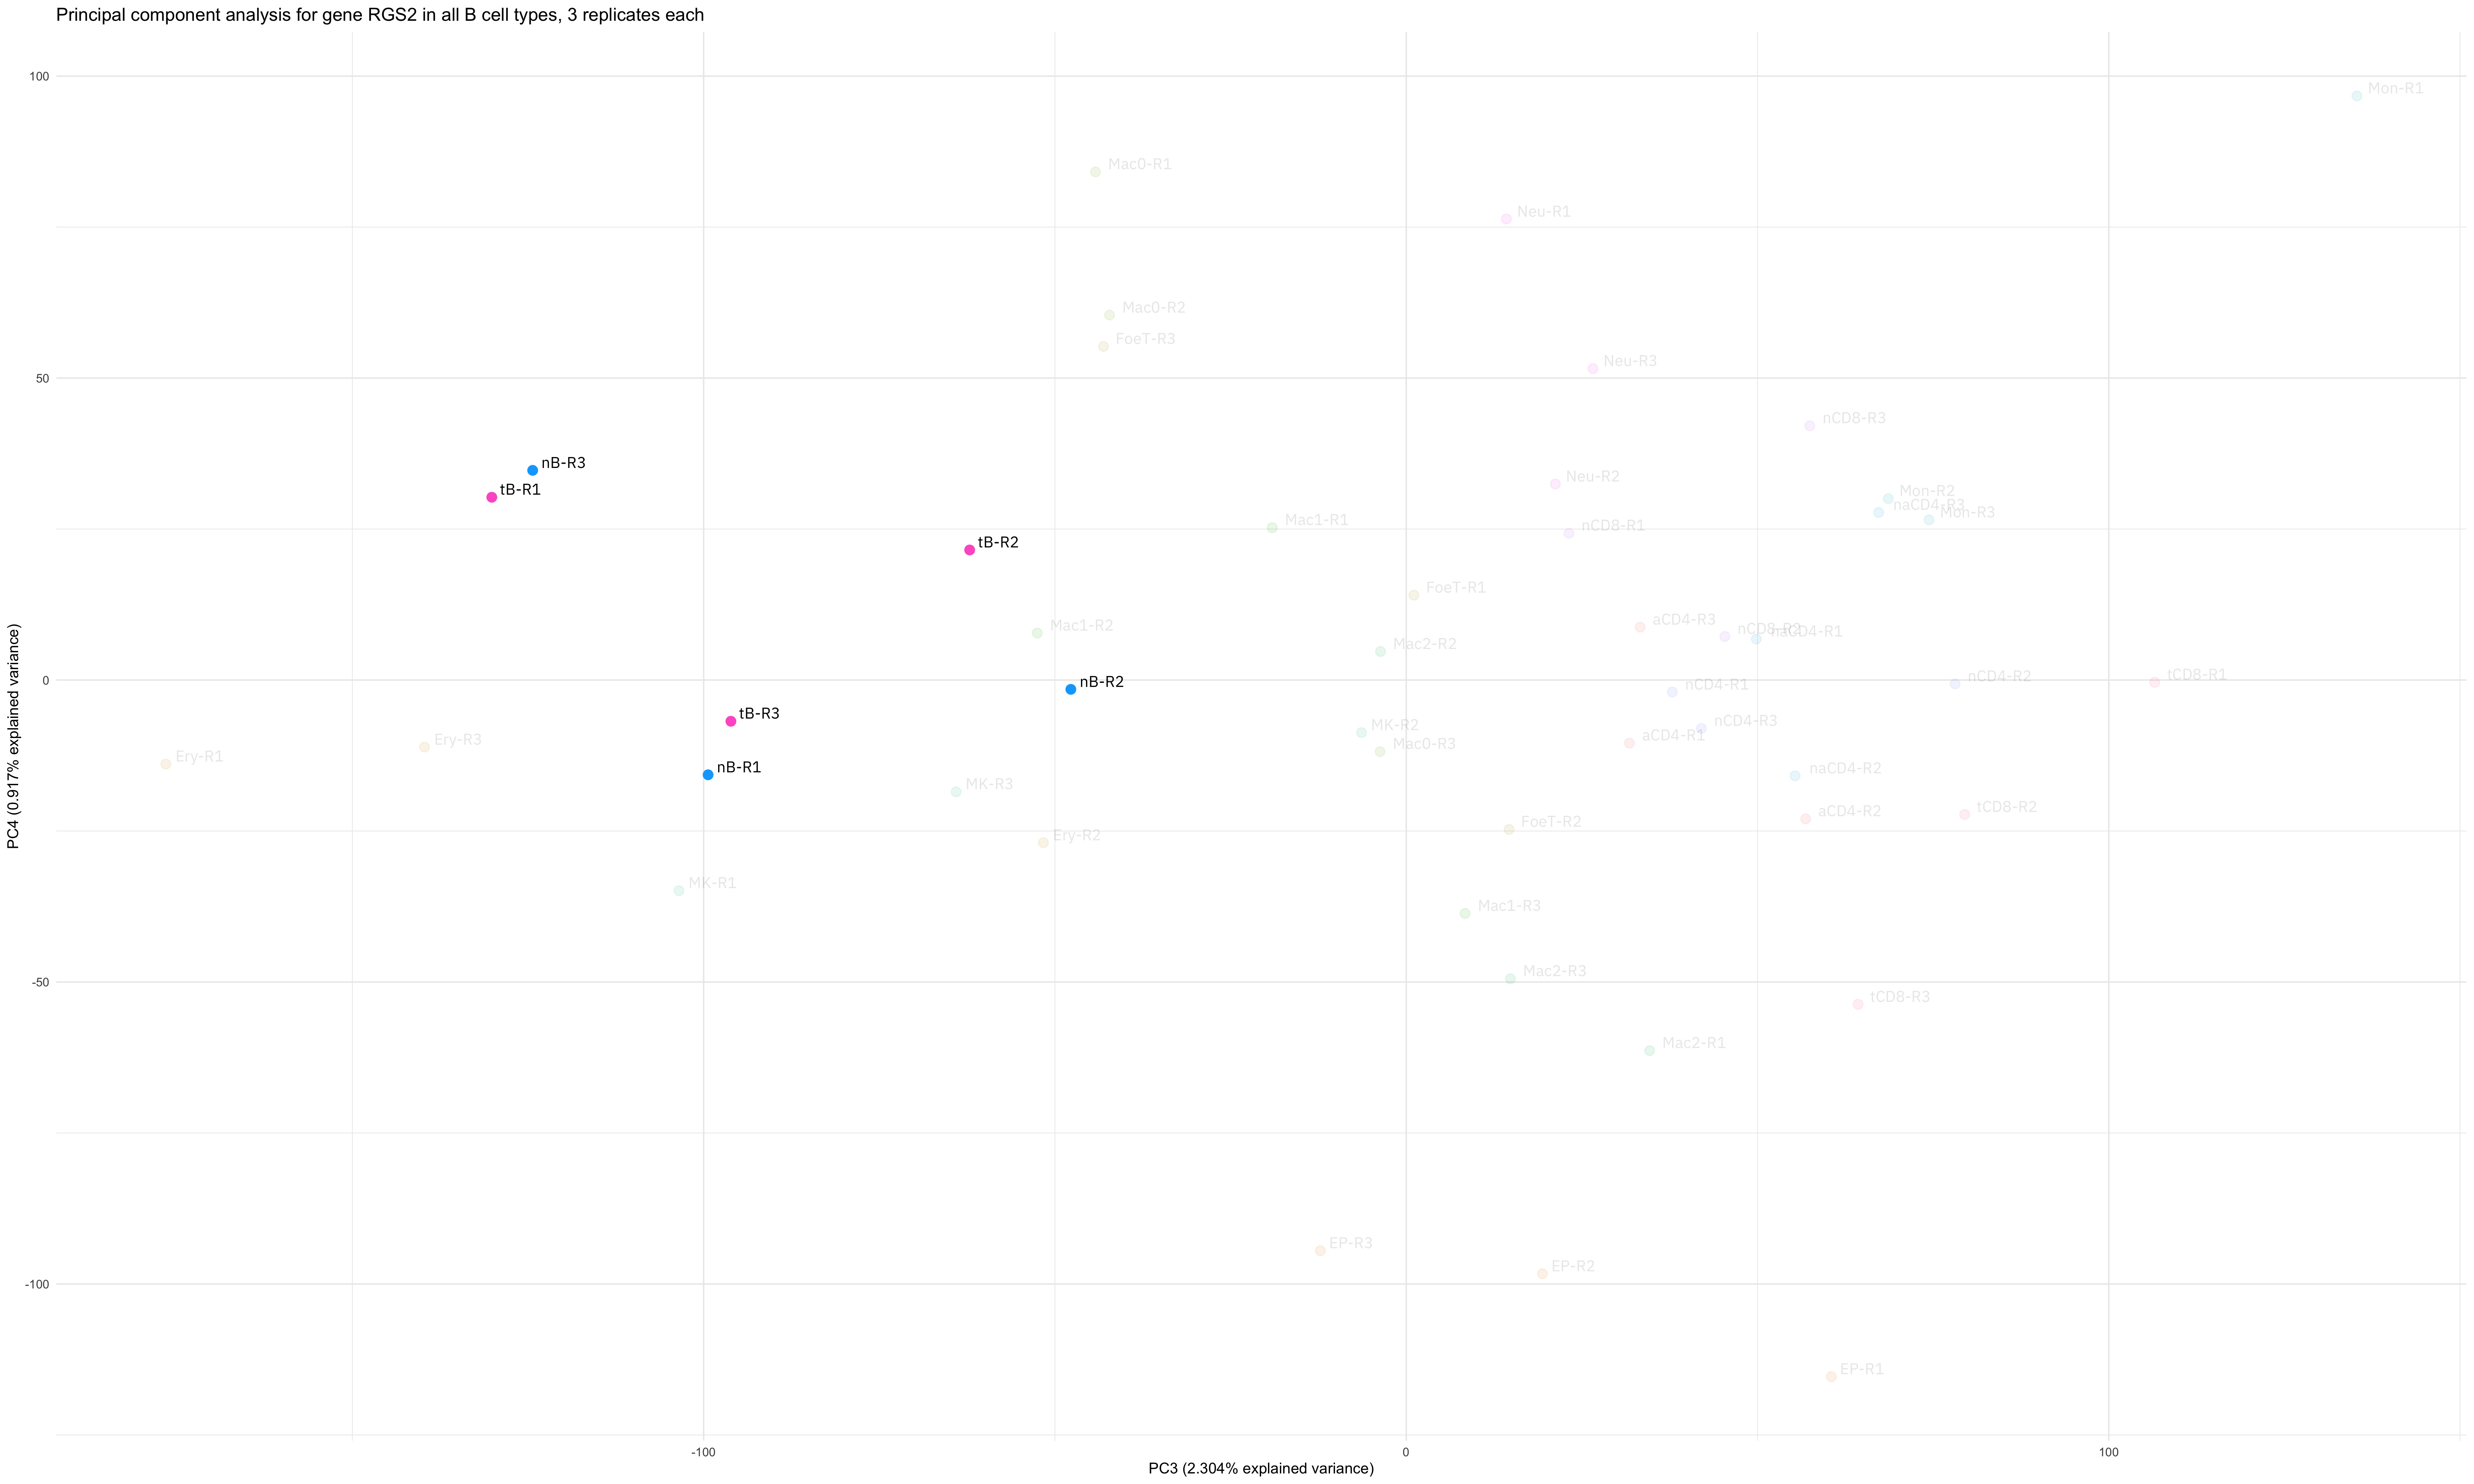 Principal component analysis for gene RGS2 in all B cell types, 3 replicates each
100
Mon-R1
Mac0-R1
Neu-R1
Mac0-R2
FoeT-R3
Neu-R3
50
nCD8-R3
nB-R3
Neu-R2
tB-R1
Mon-R2
naCD4-R3
Mon-R3
Mac1-R1
nCD8-R1
tB-R2
FoeT-R1
aCD4-R3
Mac1-R2
nCD8-R2
naCD4-R1
Mac2-R2
0
nB-R2
nCD4-R1
nCD4-R2
tCD8-R1
tB-R3
MK-R2
nCD4-R3
Ery-R3
Mac0-R3
aCD4-R1
Ery-R1
nB-R1
naCD4-R2
MK-R3
aCD4-R2
tCD8-R2
FoeT-R2
Ery-R2
MK-R1
Mac1-R3
Mac2-R3
-50
tCD8-R3
Mac2-R1
EP-R3
EP-R2
-100
EP-R1
-100
0
100
PC3 (2.304% explained variance)
PC4 (0.917% explained variance)